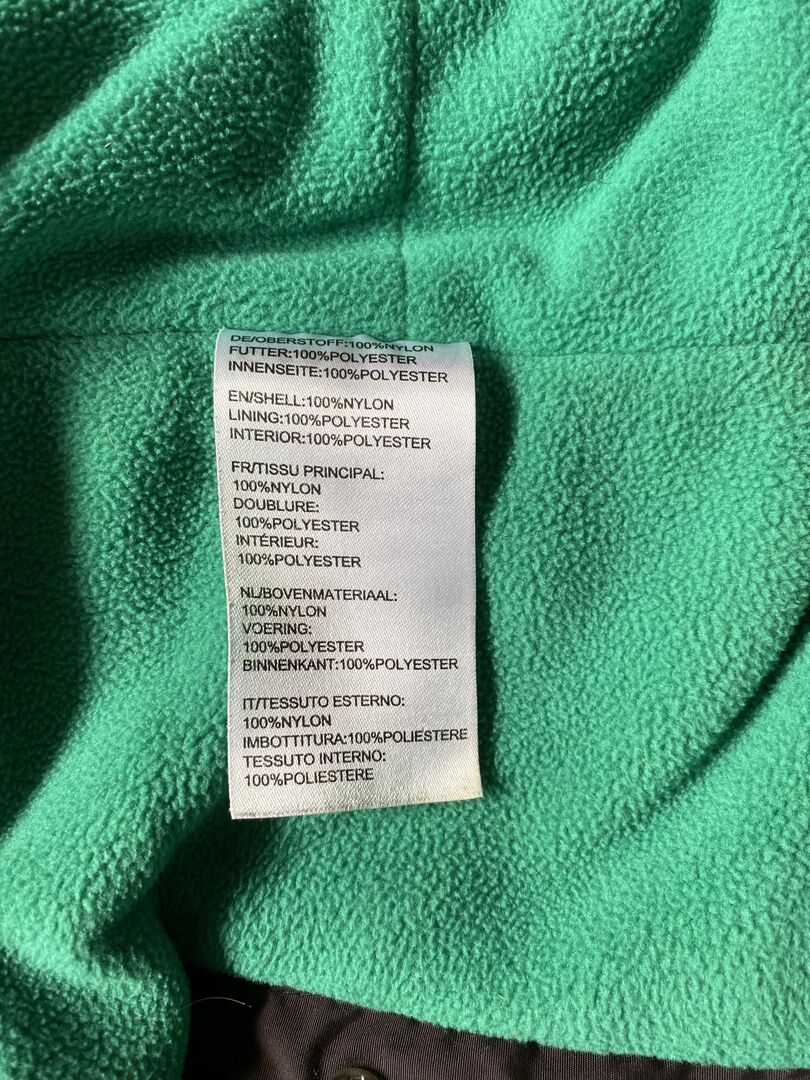 DE/OBERSTOFF:100%NYLON
FUTTER:100%POLYESTER
INNENSEITE:100%POLYESTER
EN/SHELL:100%NYLON
LINING:100%POLYESTER
INTERIOR:100%POLYESTER
FR/TISSU PRINCIPAL:
100%NYLON
DOUBLURE:
100%POLYESTER
INTÉRIEUR:
100%POLYESTER
NL/BOVENMATERIAAL:
100%NYLON
VOERING:
100%POLYESTER
BINNENKANT:100%POLYESTER
IT/TESSUTO ESTERNO:
100%NYLON
IMBOTTITURA:100%POLIESTERE
TESSUTO INTERNO:
100%POLIESTERE